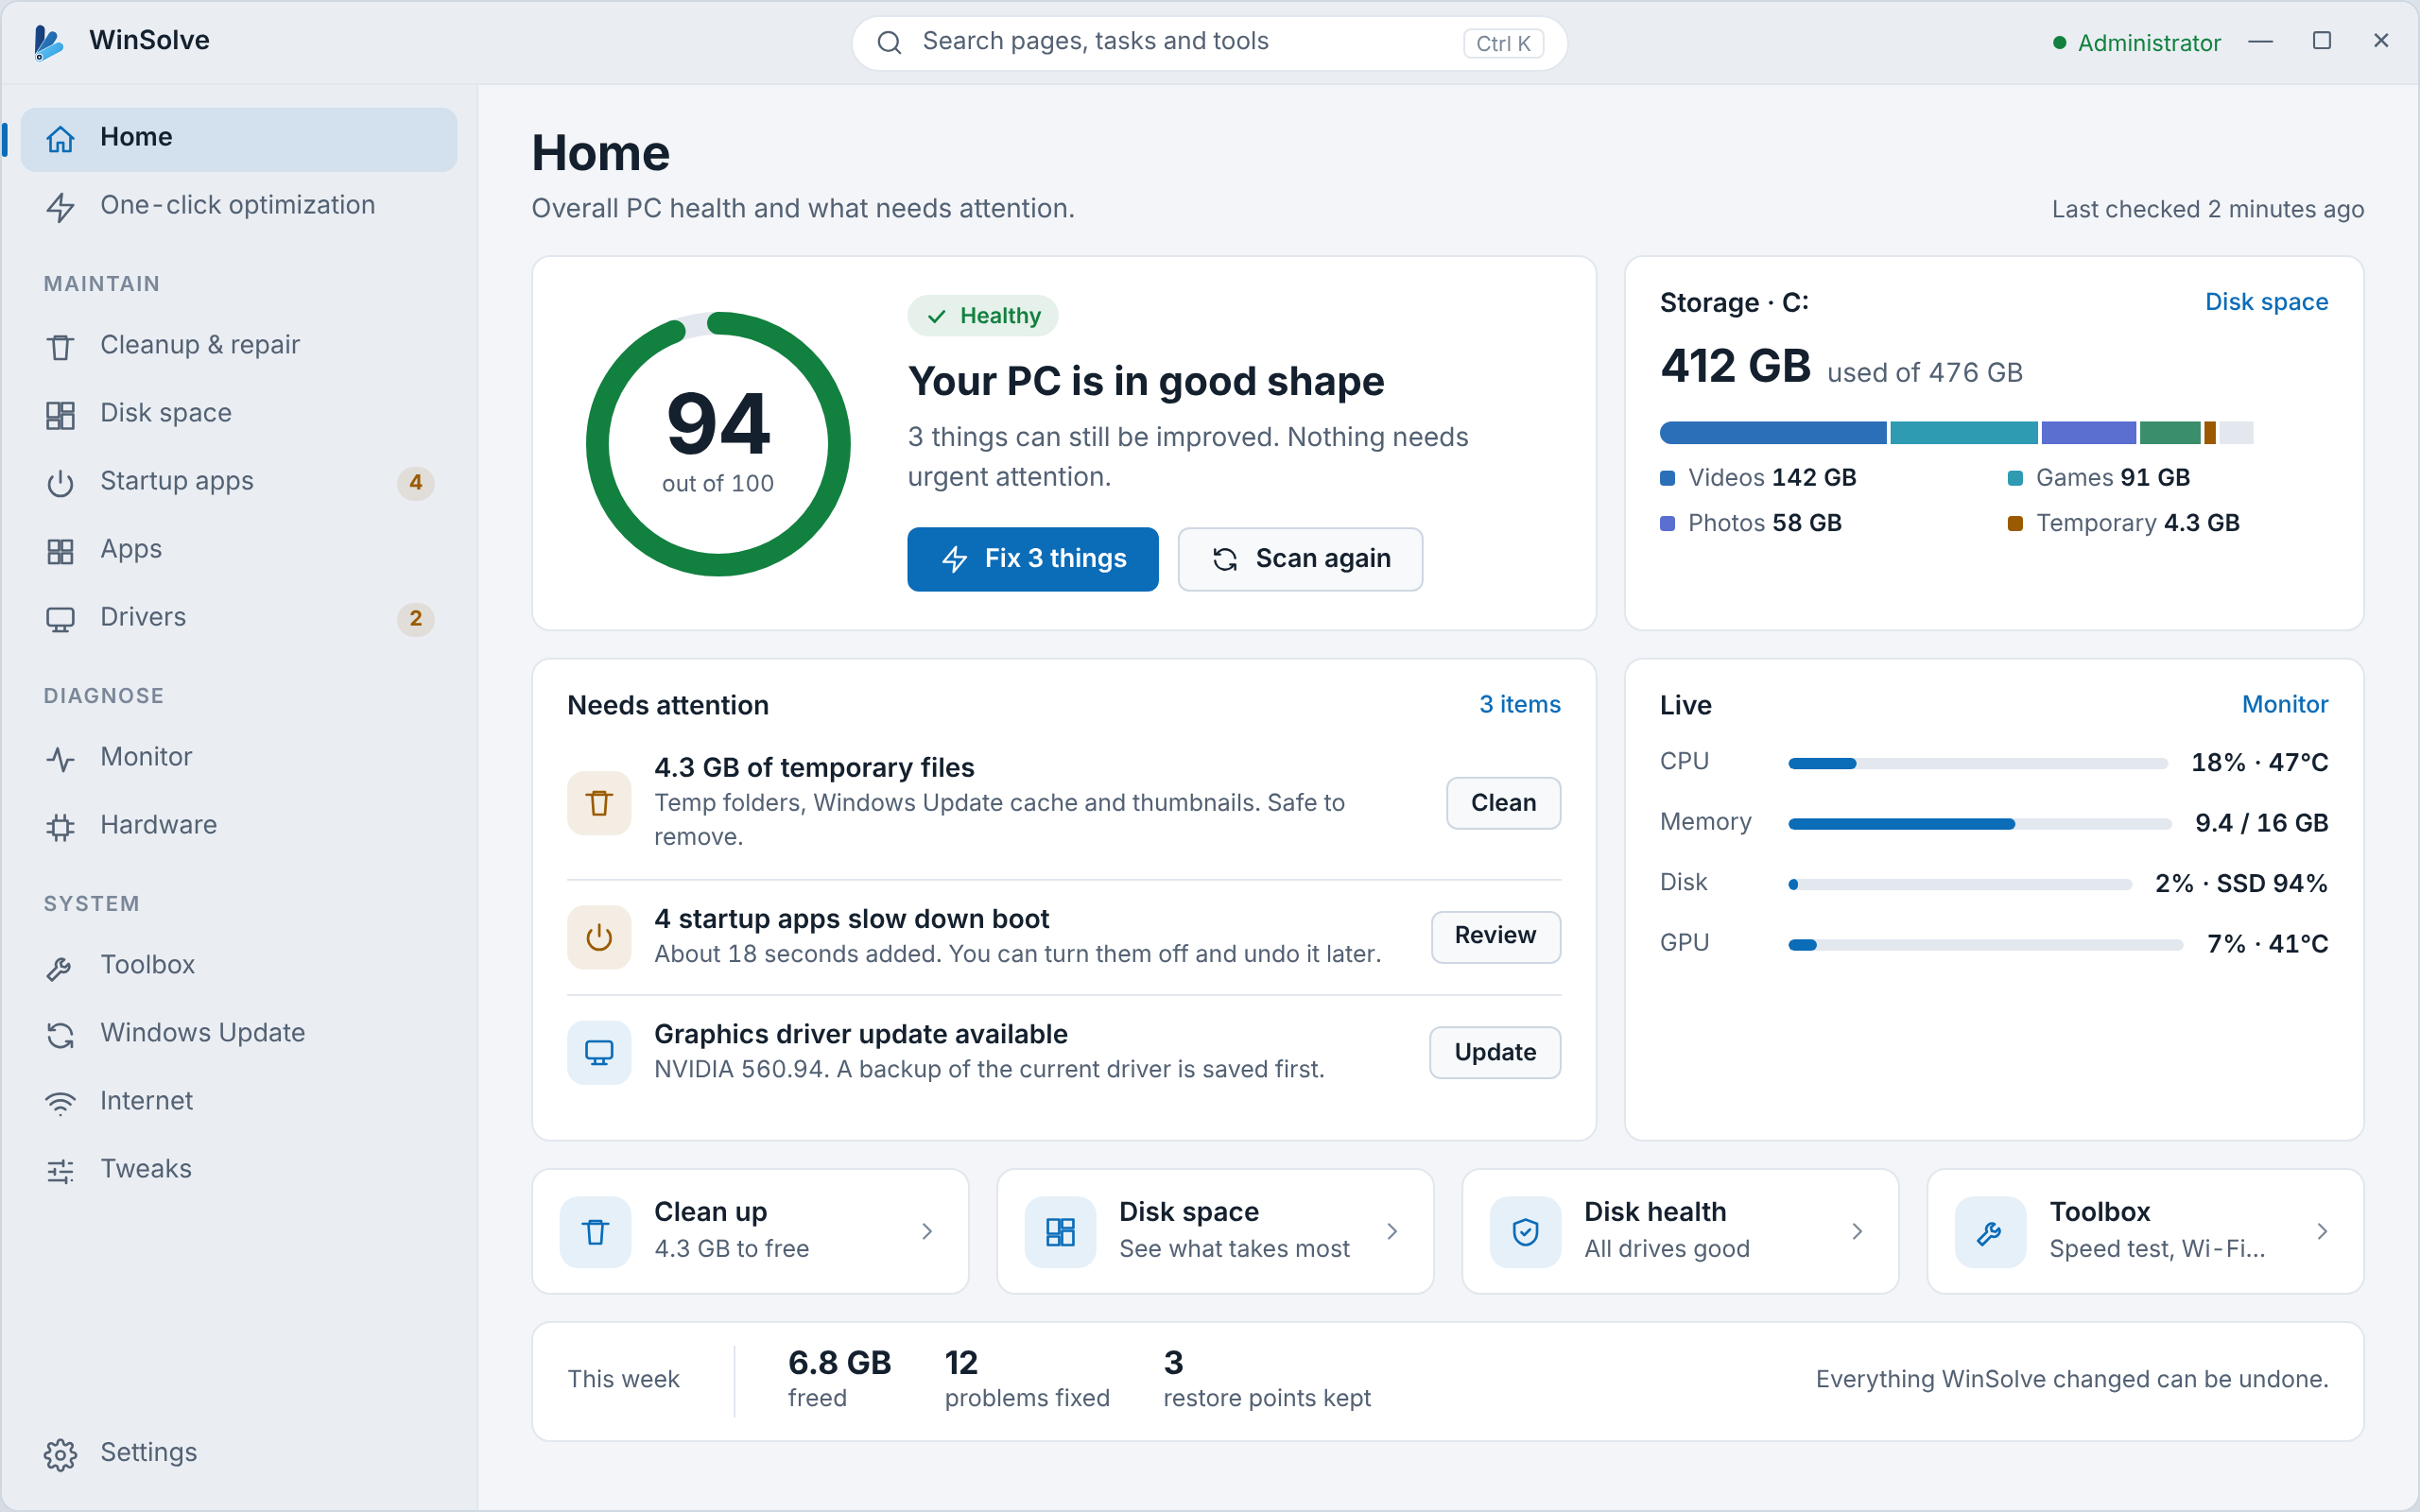 WinSolve
Search pages, tasks and tools
Ctrl K
Administrator
Home
One-click optimization
MAINTAIN
Cleanup & repair
Disk space
Startup apps 4
Apps
Drivers 2
DIAGNOSE
Monitor
Hardware
SYSTEM
Toolbox
Windows Update
Internet
Tweaks
Settings
Home
Overall PC health and what needs attention.
Last checked 2 minutes ago
94
out of 100
Healthy
Your PC is in good shape
3 things can still be improved. Nothing needs
urgent attention.
Fix 3 things
Scan again
Storage · C:
Disk space
412 GB used of 476 GB
Videos 142 GB
Games 91 GB
Photos 58 GB
Temporary 4.3 GB
Needs attention
3 items
4.3 GB of temporary files
Temp folders, Windows Update cache and thumbnails. Safe to
remove.
Clean
4 startup apps slow down boot
About 18 seconds added. You can turn them off and undo it later.
Review
Graphics driver update available
NVIDIA 560.94. A backup of the current driver is saved first.
Update
Live
Monitor
CPU 18% · 47°C
Memory 9.4 / 16 GB
Disk 2% · SSD 94%
GPU 7% · 41°C
Clean up
4.3 GB to free
Disk space
See what takes most
Disk health
All drives good
Toolbox
Speed test, Wi-Fi...
This week
6.8 GB
freed
12
problems fixed
3
restore points kept
Everything WinSolve changed can be undone.